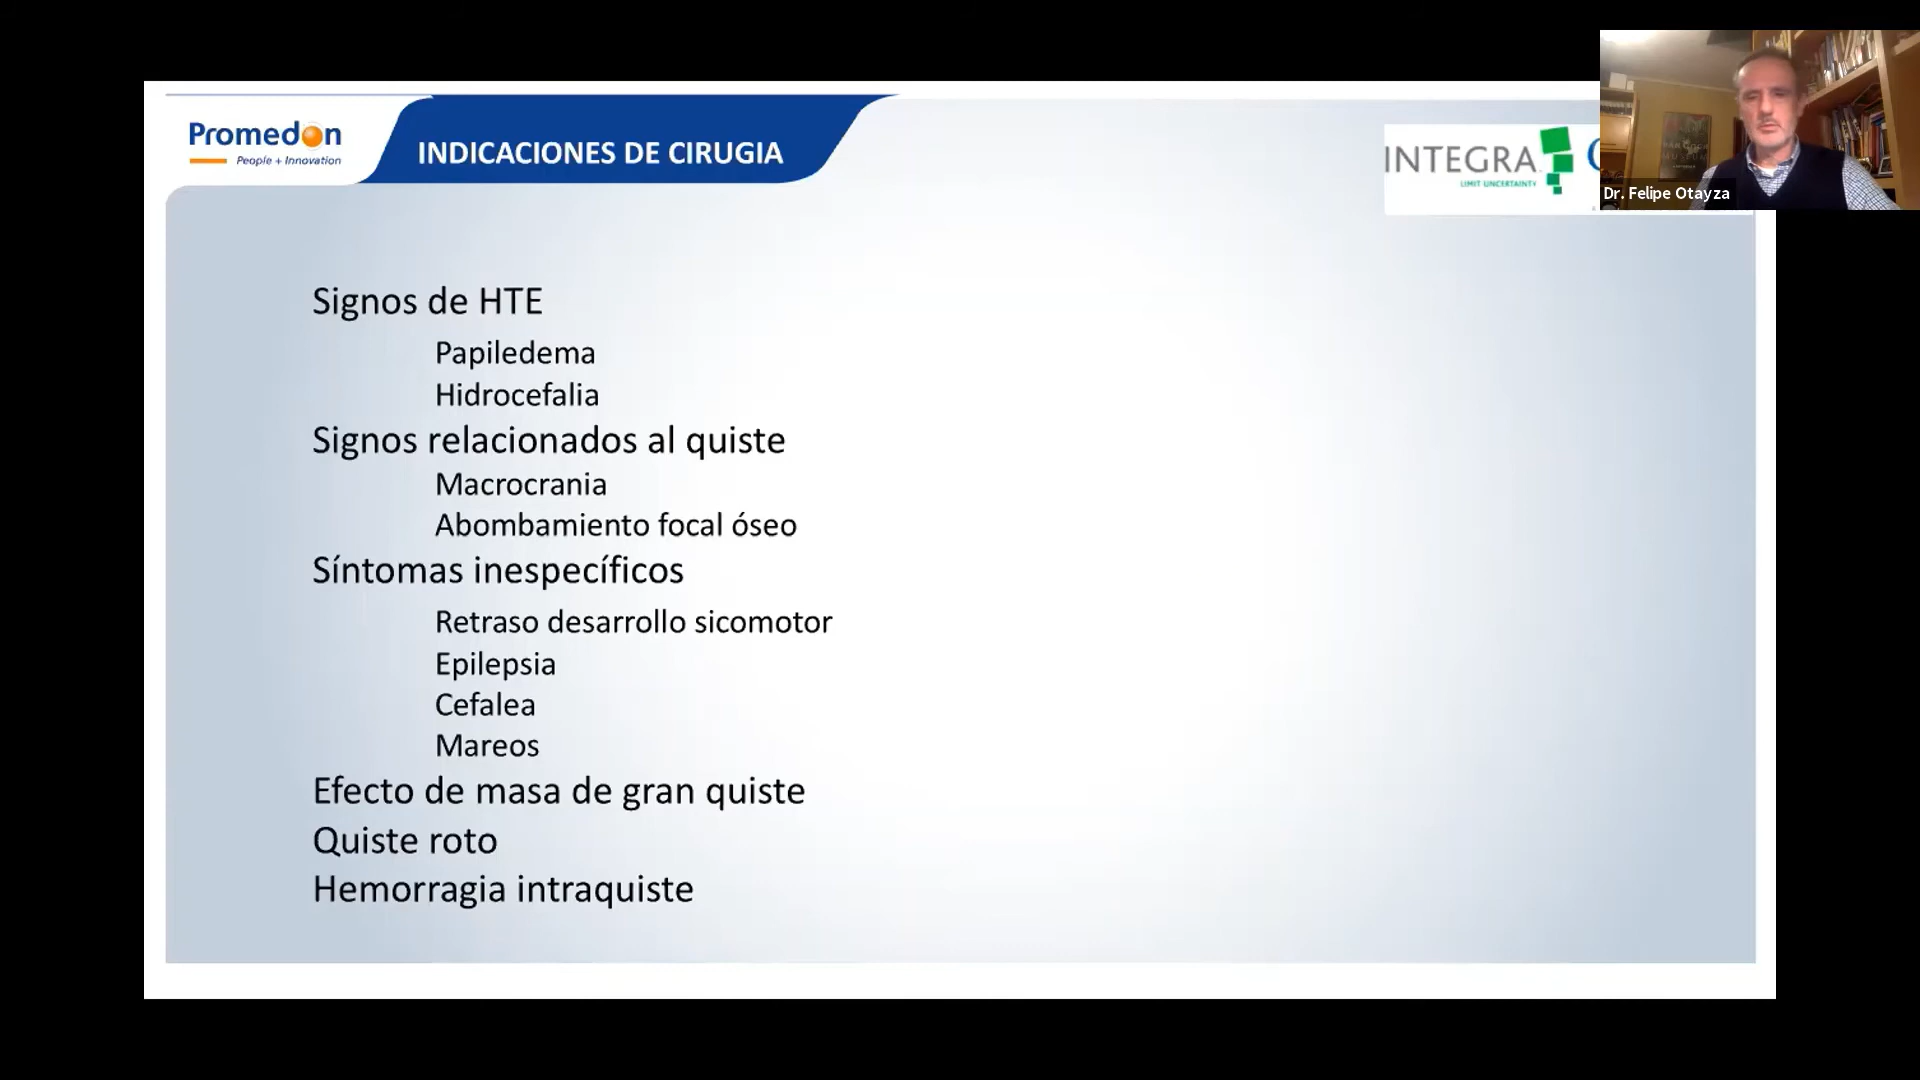 Promedon
People + Innovation
INDICACIONES DE CIRUGIA
INTEGRA
LIMIT UNCERTAINTY
Dr. Felipe Otayza
Signos de HTE
Papiledema
Hidrocefalia
Signos relacionados al quiste
Macrocrania
Abombamiento focal óseo
Síntomas inespecíficos
Retraso desarrollo sicomotor
Epilepsia
Cefalea
Mareos
Efecto de masa de gran quiste
Quiste roto
Hemorragia intraquiste